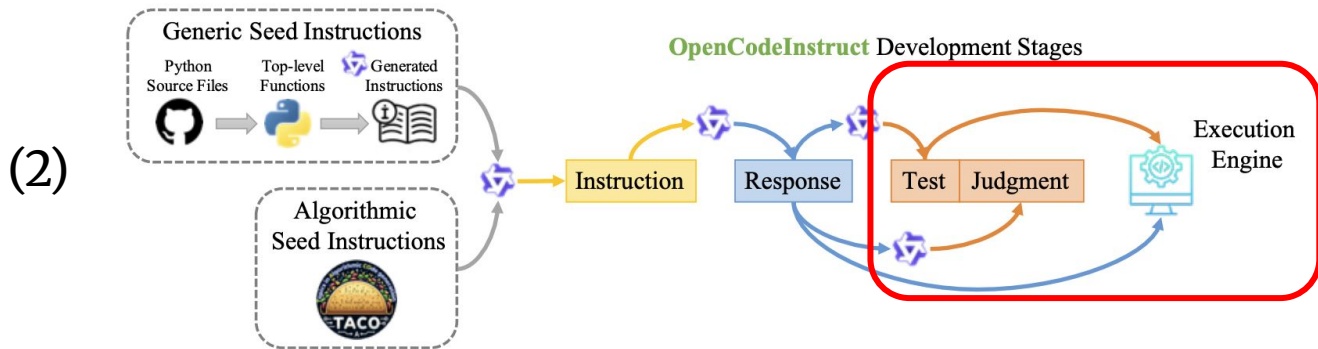 (2)
Generic Seed Instructions
Python
Source Files
Top-level
Functions
Generated
Instructions
Algorithmic
Seed Instructions
TACO
OpenCodeInstruct Development Stages
Instruction
Response
Test
Judgment
Execution
Engine